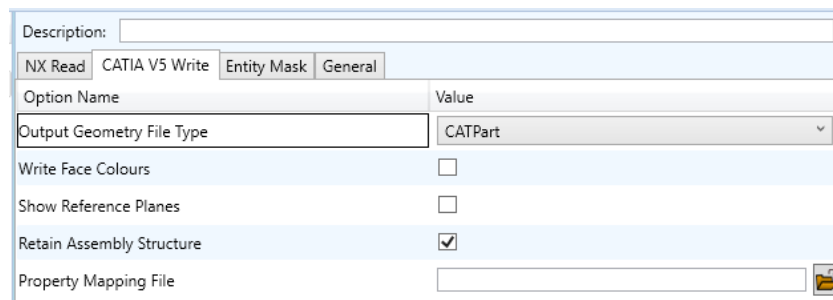 Description:
NX Read CATIA V5 Write Entity Mask General
Option Name Value
Output Geometry File Type CATPart
Write Face Colours
Show Reference Planes
Retain Assembly Structure
Property Mapping File